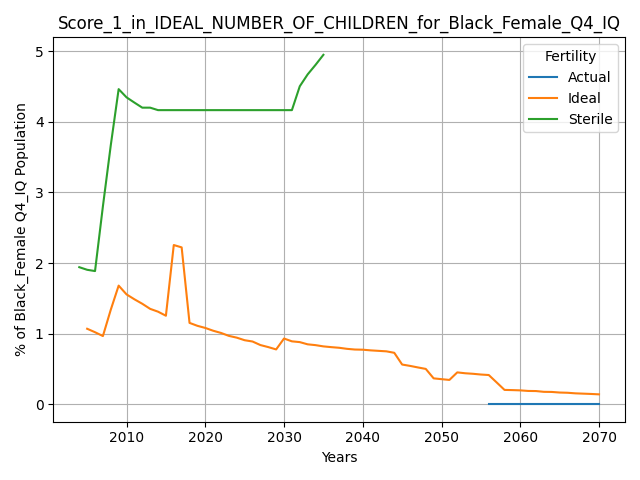 Score_1_in_IDEAL_NUMBER_OF_CHILDREN_for_Black_Female_Q4_IQ
% of Black_Female Q4_IQ Population
5
4
3
2
1
0
Fertility
Actual
Ideal
Sterile
2010 2020 2030 2040 2050 2060 2070
Years